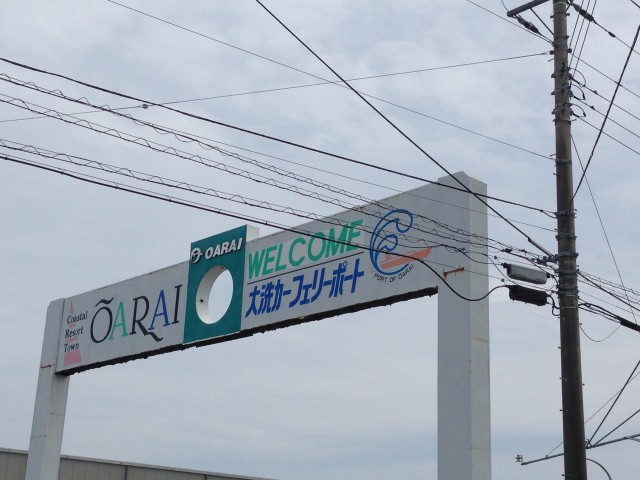 Coastal
Resort
Town
ŌARAI
OARAI
WELCOME
大洗カーフェリーポート
PORT OF OARAI